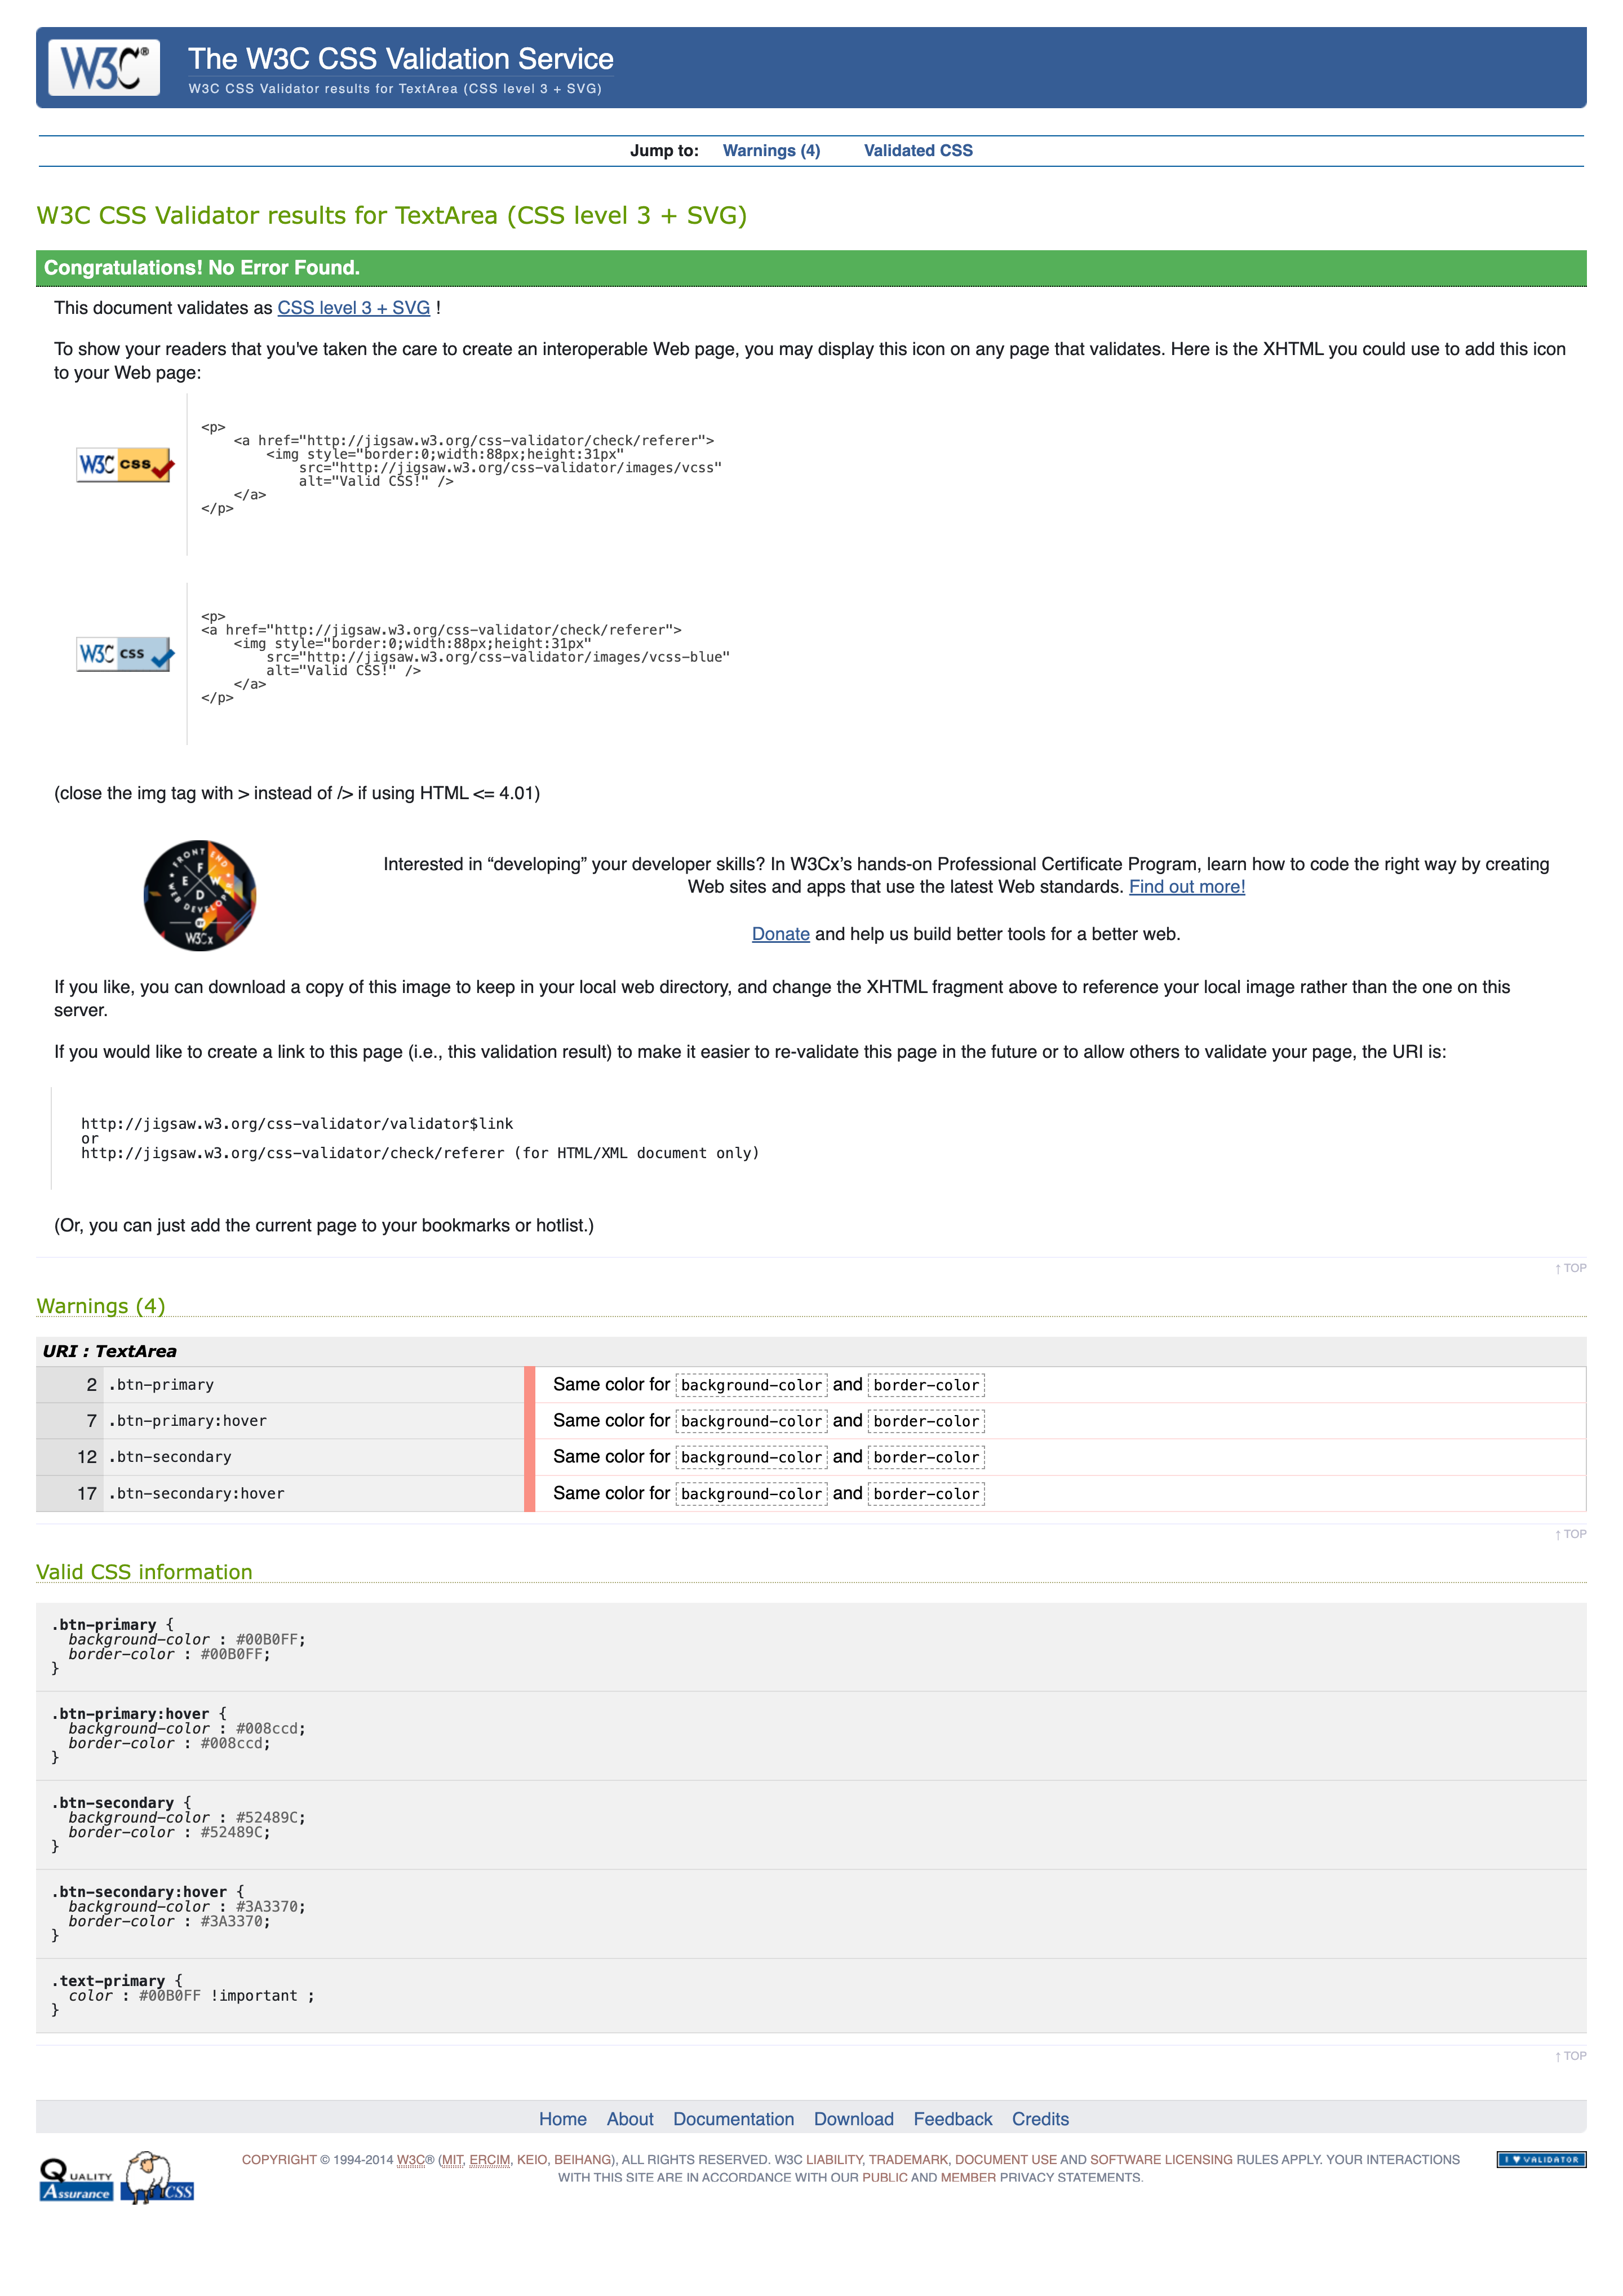 W3C®
The W3C CSS Validation Service
W3C CSS Validator results for TextArea (CSS level 3 + SVG)
Jump to: Warnings (4) Validated CSS
W3C CSS Validator results for TextArea (CSS level 3 + SVG)
Congratulations! No Error Found.
This document validates as CSS level 3 + SVG !
To show your readers that you've taken the care to create an interoperable Web page, you may display this icon on any page that validates. Here is the XHTML you could use to add this icon
to your Web page:
W3C css
<p>
    <a href="http://jigsaw.w3.org/css-validator/check/referer">
        <img style="border:0;width:88px;height:31px"
            src="http://jigsaw.w3.org/css-validator/images/vcss"
            alt="Valid CSS!" />
    </a>
</p>
W3C css
<p>
<a href="http://jigsaw.w3.org/css-validator/check/referer">
    <img style="border:0;width:88px;height:31px"
        src="http://jigsaw.w3.org/css-validator/images/vcss-blue"
        alt="Valid CSS!" />
    </a>
</p>
(close the img tag with > instead of /> if using HTML <= 4.01)
FRONT END
WEB DEVELOP
F E W D
BY
W3Cx
Interested in “developing” your developer skills? In W3Cx’s hands-on Professional Certificate Program, learn how to code the right way by creating
Web sites and apps that use the latest Web standards. Find out more!
Donate and help us build better tools for a better web.
If you like, you can download a copy of this image to keep in your local web directory, and change the XHTML fragment above to reference your local image rather than the one on this
server.
If you would like to create a link to this page (i.e., this validation result) to make it easier to re-validate this page in the future or to allow others to validate your page, the URI is:
http://jigsaw.w3.org/css-validator/validator$link
or
http://jigsaw.w3.org/css-validator/check/referer (for HTML/XML document only)
(Or, you can just add the current page to your bookmarks or hotlist.)
↑ TOP
Warnings (4)
URI : TextArea
2 .btn-primary Same color for background-color and border-color
7 .btn-primary:hover Same color for background-color and border-color
12 .btn-secondary Same color for background-color and border-color
17 .btn-secondary:hover Same color for background-color and border-color
↑ TOP
Valid CSS information
.btn-primary {
  background-color : #00B0FF;
  border-color : #00B0FF;
}
.btn-primary:hover {
  background-color : #008ccd;
  border-color : #008ccd;
}
.btn-secondary {
  background-color : #52489C;
  border-color : #52489C;
}
.btn-secondary:hover {
  background-color : #3A3370;
  border-color : #3A3370;
}
.text-primary {
  color : #00B0FF !important ;
}
↑ TOP
Home About Documentation Download Feedback Credits
QUALITY
Assurance
CSS
COPYRIGHT © 1994-2014 W3C® (MIT, ERCIM, KEIO, BEIHANG), ALL RIGHTS RESERVED. W3C LIABILITY, TRADEMARK, DOCUMENT USE AND SOFTWARE LICENSING RULES APPLY. YOUR INTERACTIONS
WITH THIS SITE ARE IN ACCORDANCE WITH OUR PUBLIC AND MEMBER PRIVACY STATEMENTS.
I ♥ VALIDATOR